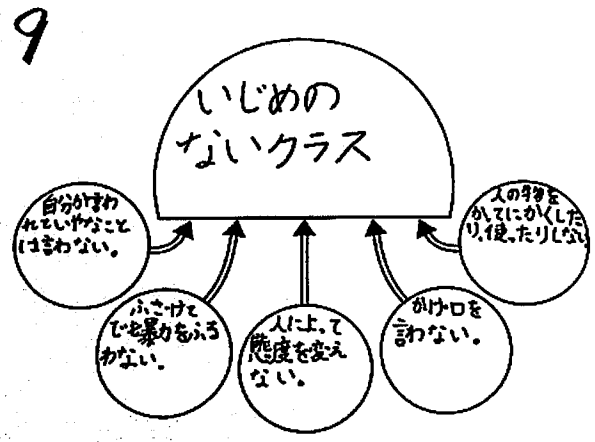 9
いじめの
ないクラス
自分が言わ
れていやなこと
は言わない。
ふざけて
でも暴力をふる
わない。
人によって
態度を変え
ない。
かげ口を
言わない。
人の物を
かってにかくした
り、使ったりしない